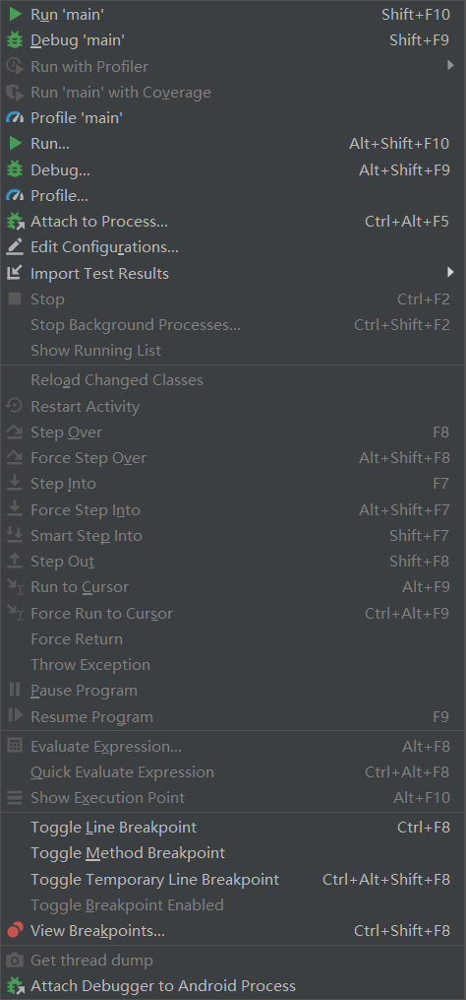 Run 'main' Shift+F10
Debug 'main' Shift+F9
Run with Profiler
Run 'main' with Coverage
Profile 'main'
Run... Alt+Shift+F10
Debug... Alt+Shift+F9
Profile...
Attach to Process... Ctrl+Alt+F5
Edit Configurations...
Import Test Results
Stop Ctrl+F2
Stop Background Processes... Ctrl+Shift+F2
Show Running List
Reload Changed Classes
Restart Activity
Step Over F8
Force Step Over Alt+Shift+F8
Step Into F7
Force Step Into Alt+Shift+F7
Smart Step Into Shift+F7
Step Out Shift+F8
Run to Cursor Alt+F9
Force Run to Cursor Ctrl+Alt+F9
Force Return
Throw Exception
Pause Program
Resume Program F9
Evaluate Expression... Alt+F8
Quick Evaluate Expression Ctrl+Alt+F8
Show Execution Point Alt+F10
Toggle Line Breakpoint Ctrl+F8
Toggle Method Breakpoint
Toggle Temporary Line Breakpoint Ctrl+Alt+Shift+F8
Toggle Breakpoint Enabled
View Breakpoints... Ctrl+Shift+F8
Get thread dump
Attach Debugger to Android Process